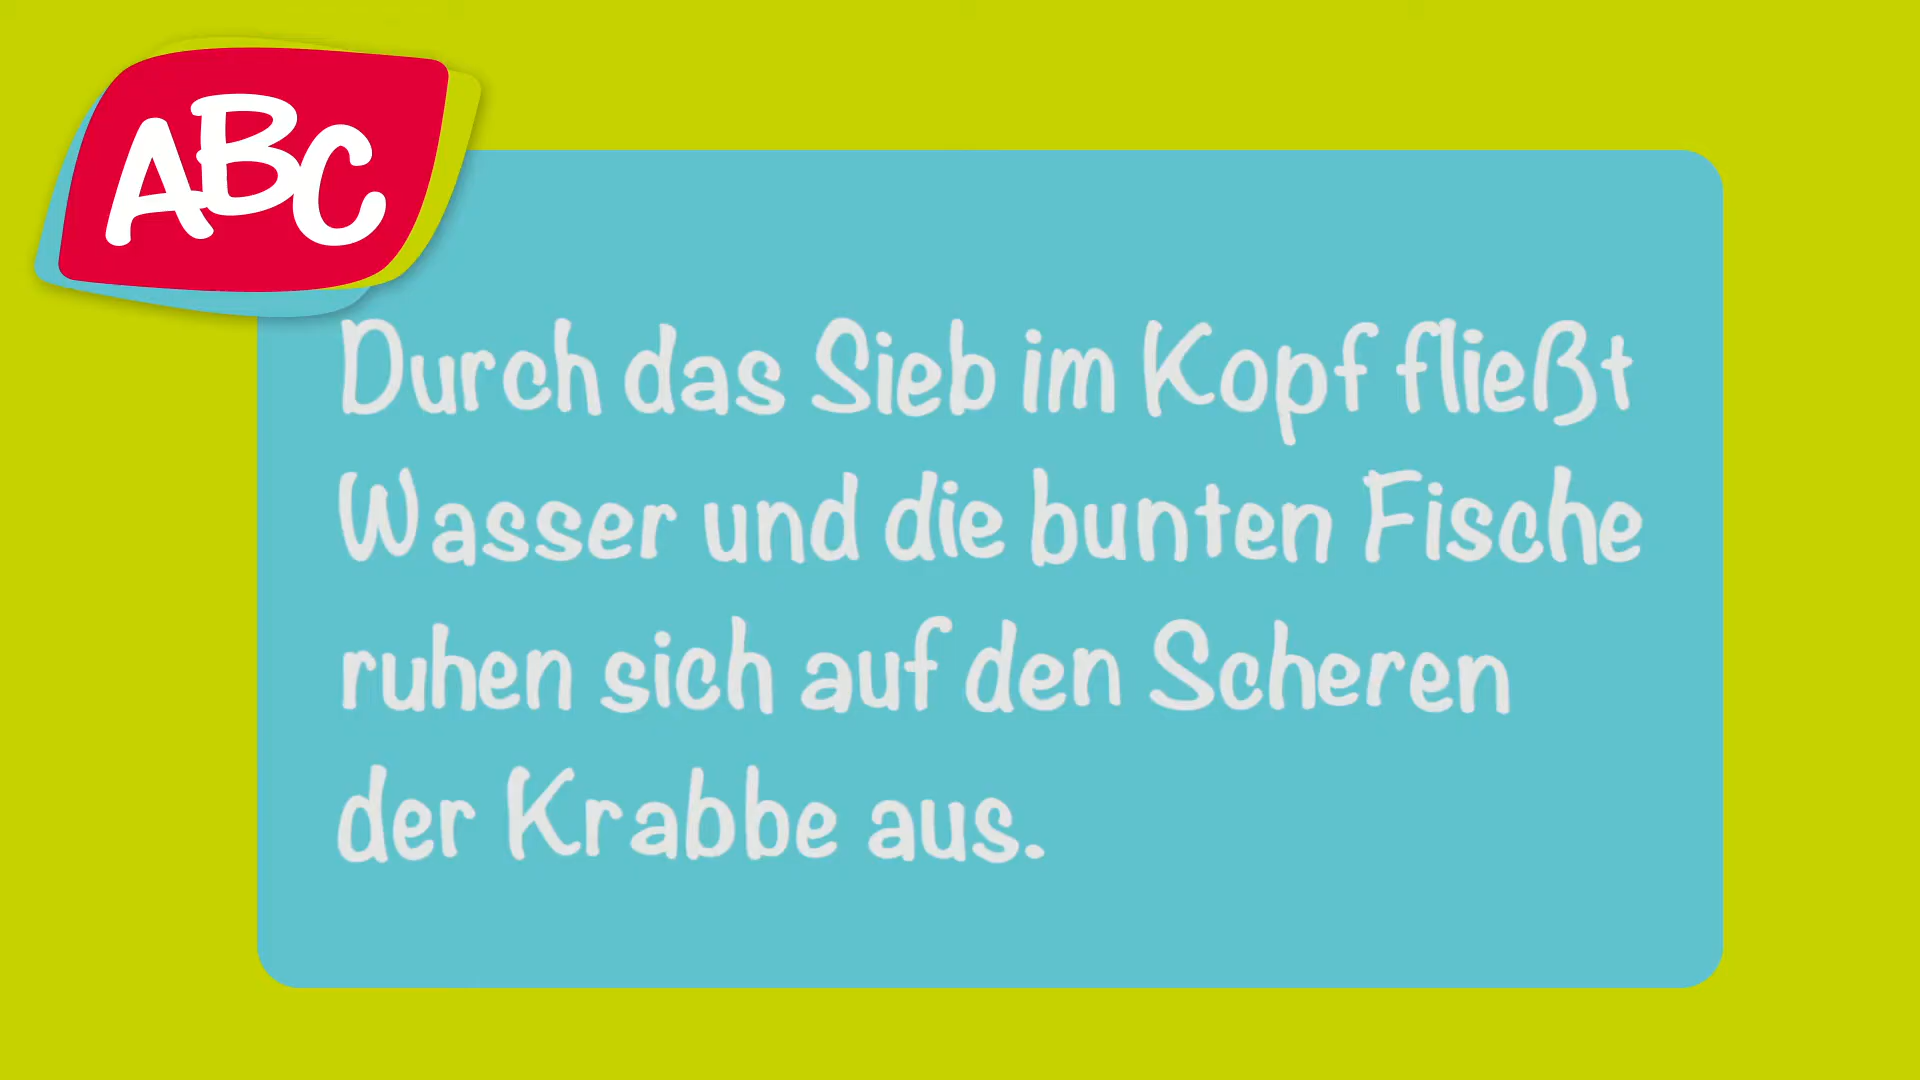 ABC
Durch das Sieb im Kopf fließt
Wasser und die bunten Fische
ruhen sich auf den Scheren
der Krabbe aus.